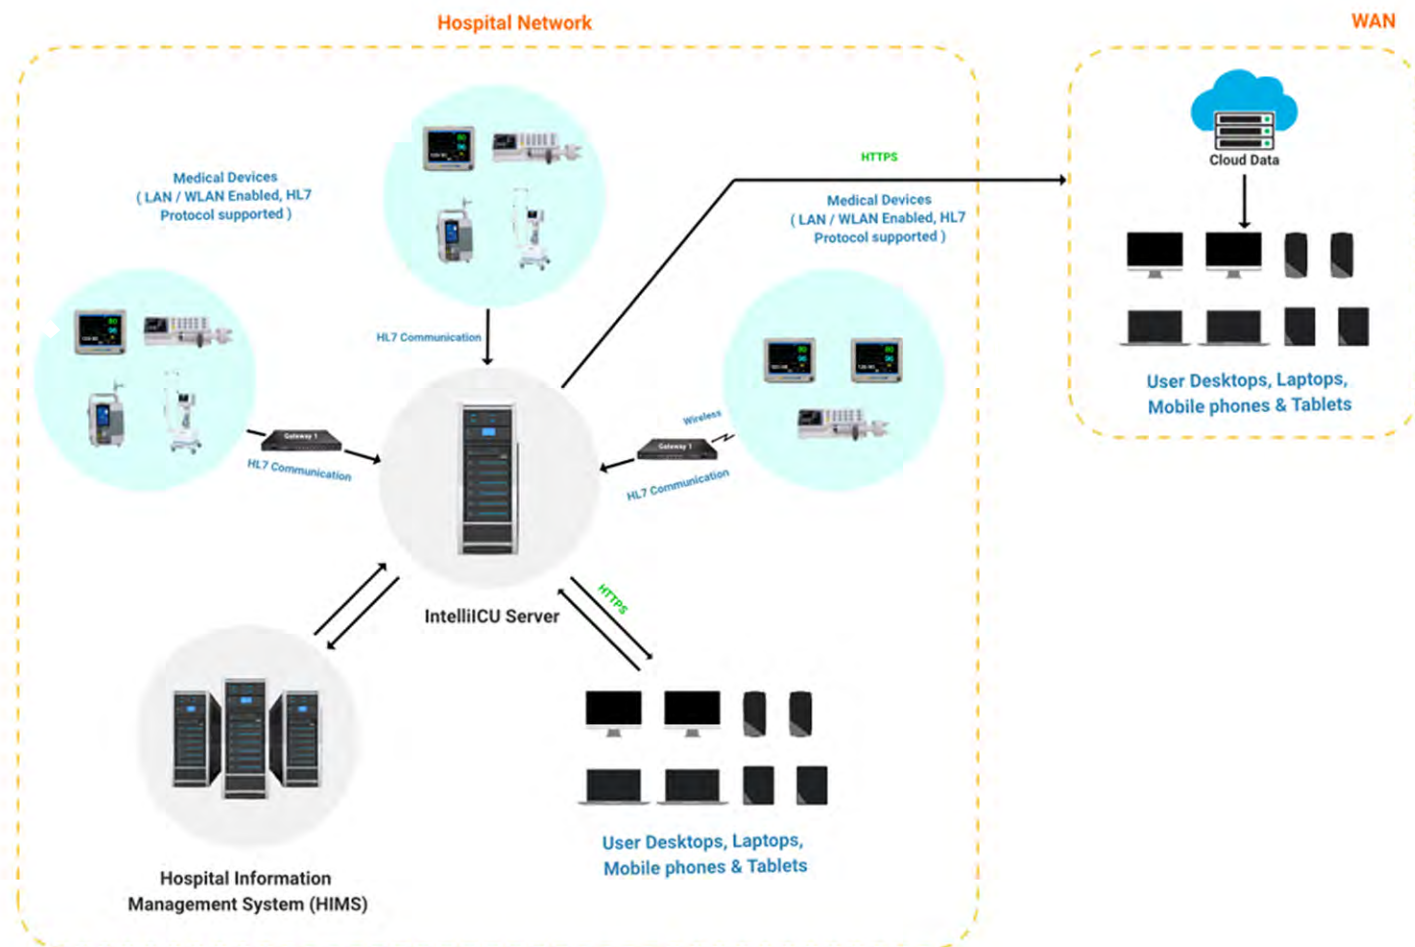 Hospital Network
WAN
Medical Devices
( LAN / WLAN Enabled, HL7
Protocol supported )
HTTPS
Medical Devices
( LAN / WLAN Enabled, HL7
Protocol supported )
Cloud Data
User Desktops, Laptops,
Mobile phones & Tablets
HL7 Communication
Gateway 1
HL7 Communication
Wireless
Gateway 1
HL7 Communication
IntelliICU Server
HTTPS
Hospital Information
Management System (HIMS)
User Desktops, Laptops,
Mobile phones & Tablets